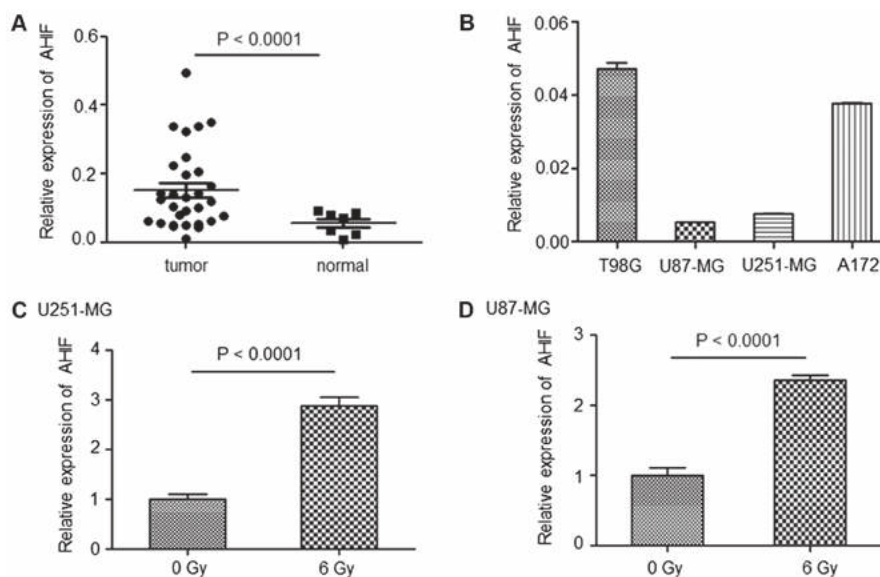 A
Relative expression of AHIF
0.6
0.4
0.2
0.0
P < 0.0001
tumor
normal
B
Relative expression of AHIF
0.06
0.04
0.02
0.00
T98G
U87-MG
U251-MG
A172
C U251-MG
Relative expression of AHIF
4
3
2
1
0
P < 0.0001
0 Gy
6 Gy
D U87-MG
Relative expression of AHIF
3
2
1
0
P < 0.0001
0 Gy
6 Gy